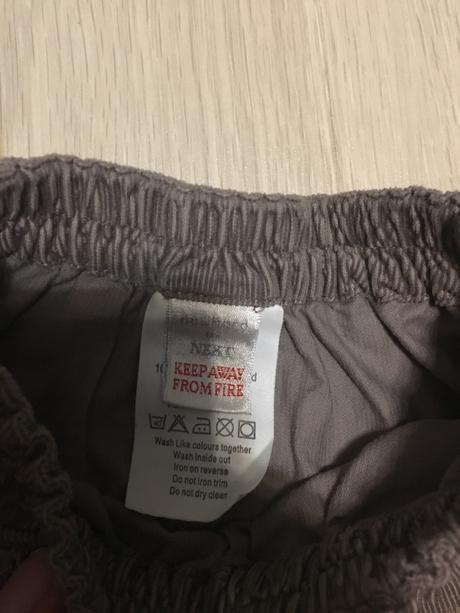 NEXT
KEEP AWAY
FROM FIRE
Wash Like colours together
Wash inside out
Iron on reverse
Do not iron trim
Do not dry clean